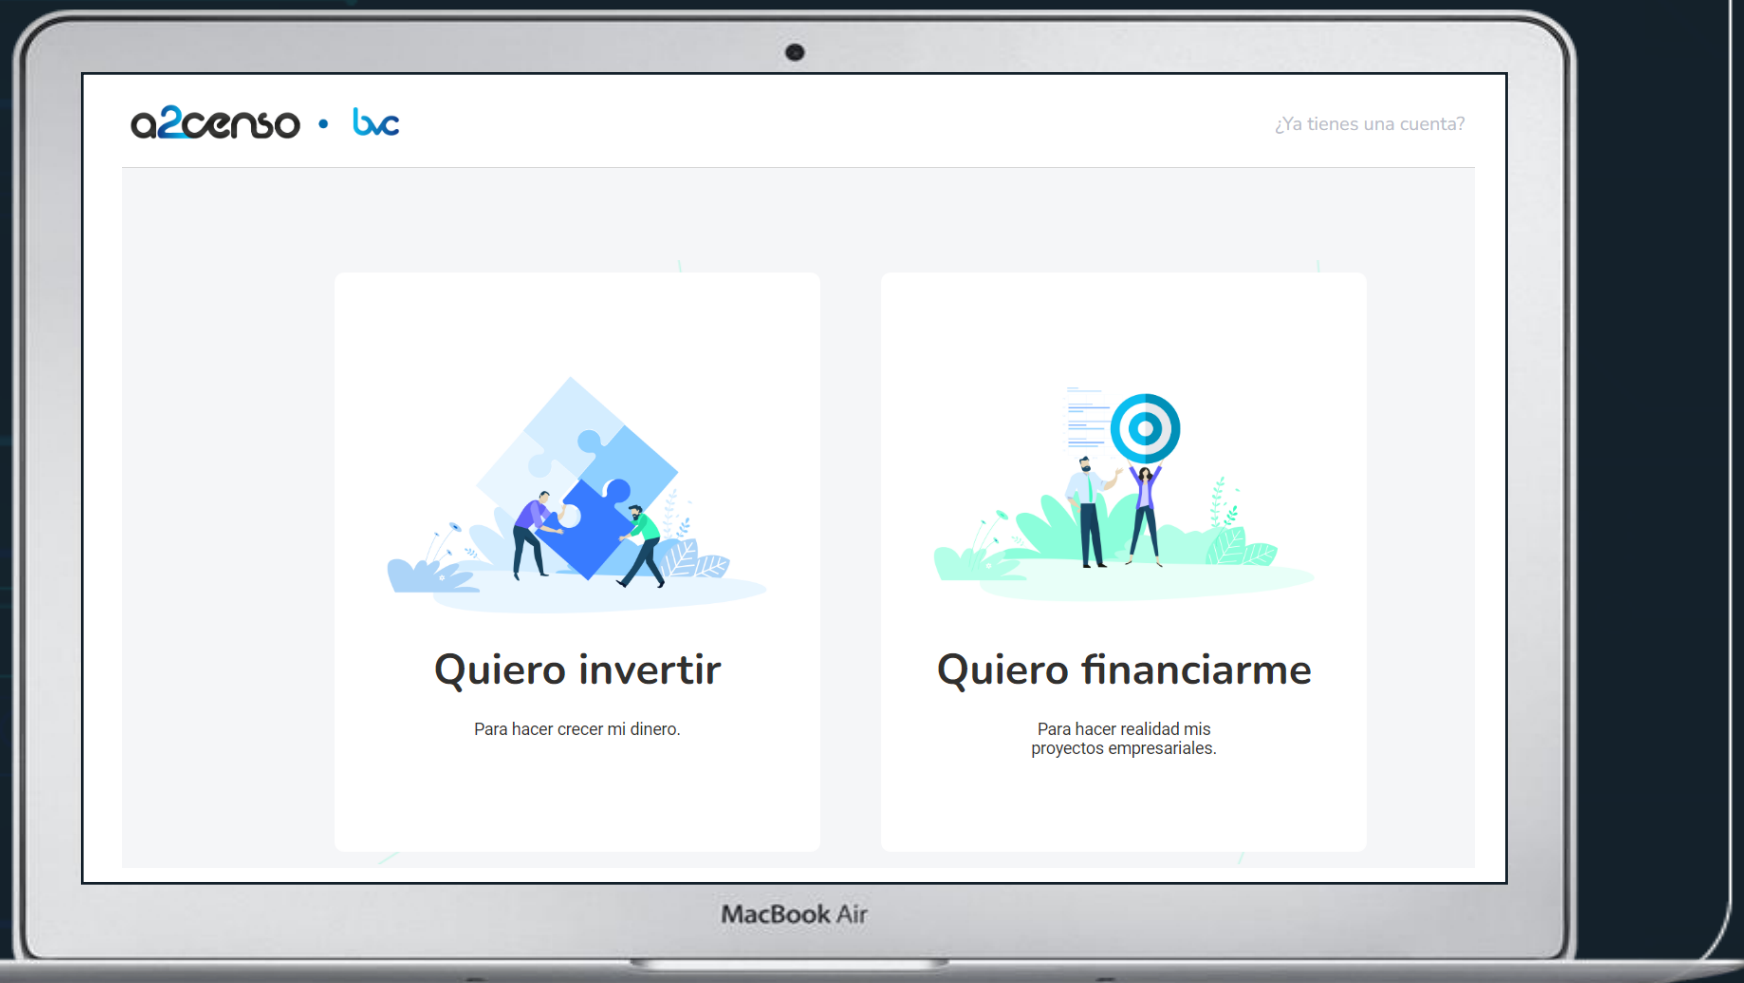 a2censo • bvc
¿Ya tienes una cuenta?
Quiero invertir
Para hacer crecer mi dinero.
Quiero financiarme
Para hacer realidad mis
proyectos empresariales.
MacBook Air